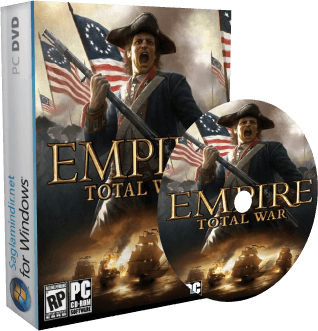 PC DVD
Saglamindir.net
for Windows
EMPIRE
TOTAL WAR
RP
PC
CD-ROM
SOFTWARE
EMPIRE
TOTAL WAR